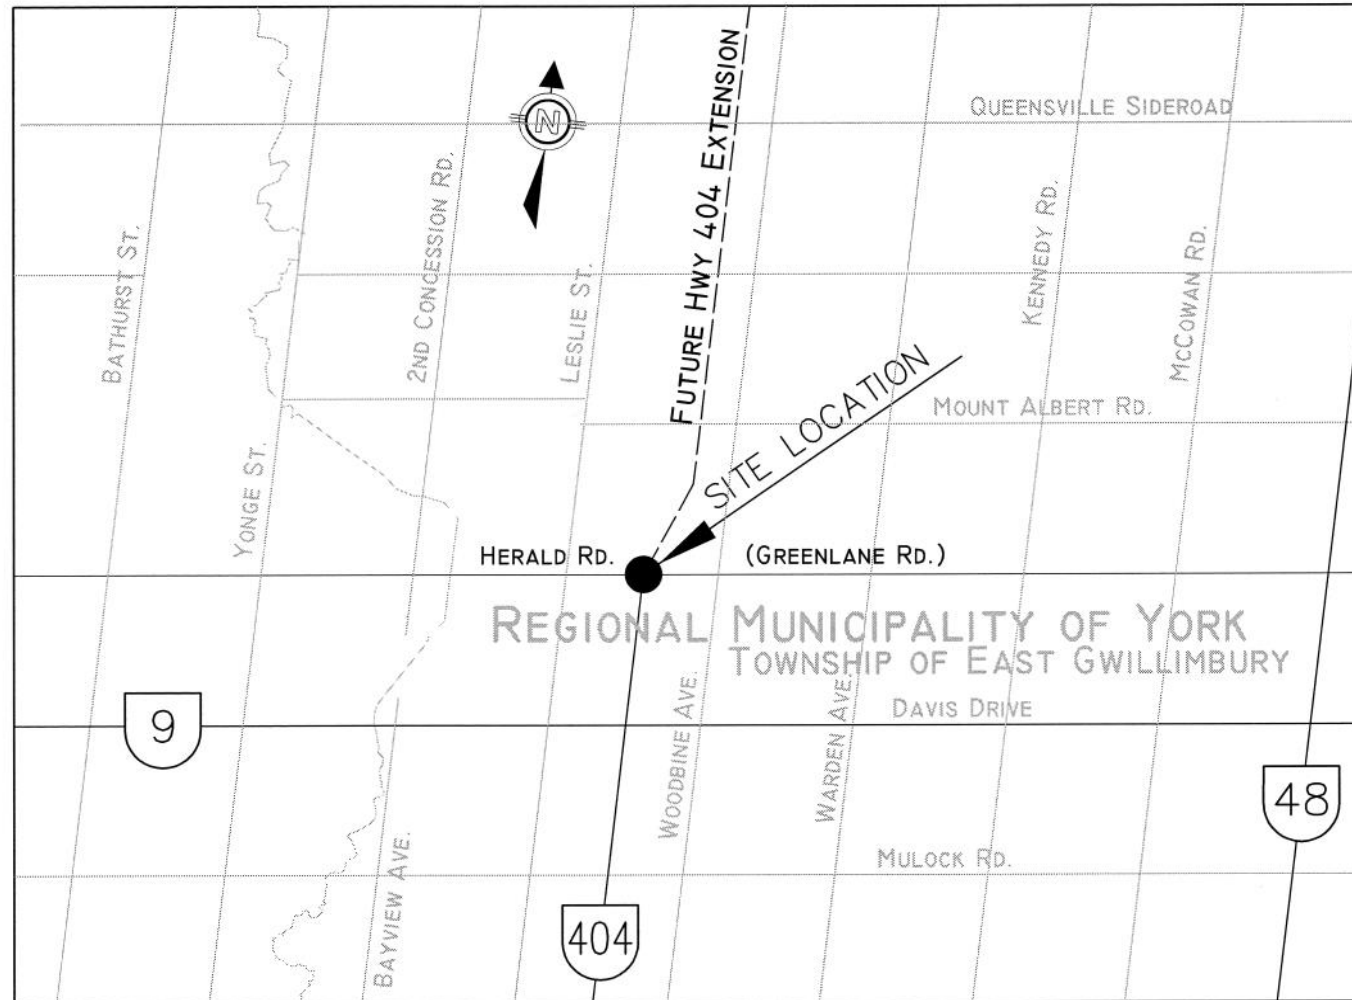 QUEENSVILLE SIDEROAD
N
FUTURE HWY 404 EXTENSION
BATHURST ST.
2ND CONCESSION RD.
LESLIE ST.
KENNEDY RD.
MCCOWAN RD.
MOUNT ALBERT RD.
SITE LOCATION
YONGE ST.
HERALD RD.
(GREENLANE RD.)
REGIONAL MUNICIPALITY OF YORK
TOWNSHIP OF EAST GWILLIMBURY
9
DAVIS DRIVE
WOODBINE AVE.
WARDEN AVE.
48
BAYVIEW AVE.
MULOCK RD.
404